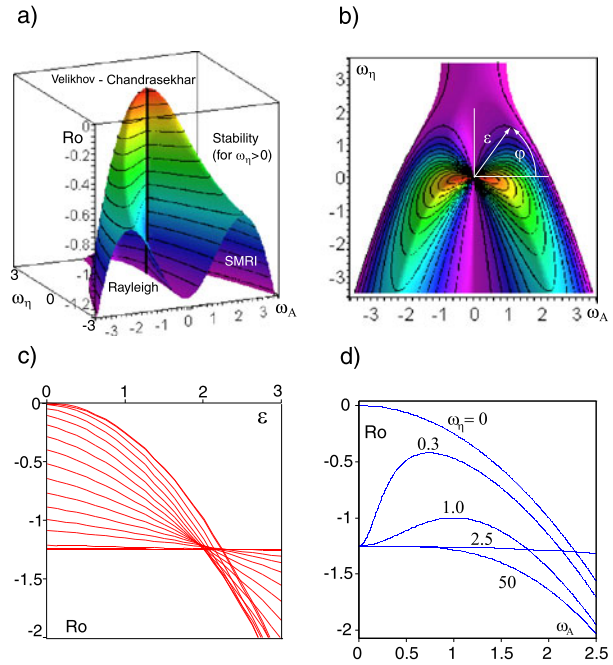 a)
Velikhov - Chandrasekhar
Ro
Stability
(for ωη>0)
0
-0.2
-0.4
-0.6
-0.8
-1
-1.2
SMRI
Rayleigh
3
0
-3
ωη
-3 -2 -1 0 1 2 3
ωA
b)
ωη
3
2
1
0
-1
-2
-3
ε
φ
-3 -2 -1 0 1 2 3
ωA
c)
0 1 2 3
ε
0
-0.5
-1
-1.5
-2
Ro
d)
0
-0.5
-1
-1.5
-2
Ro
ωη= 0
0.3
1.0
2.5
50
ωA
0 0.5 1 1.5 2 2.5